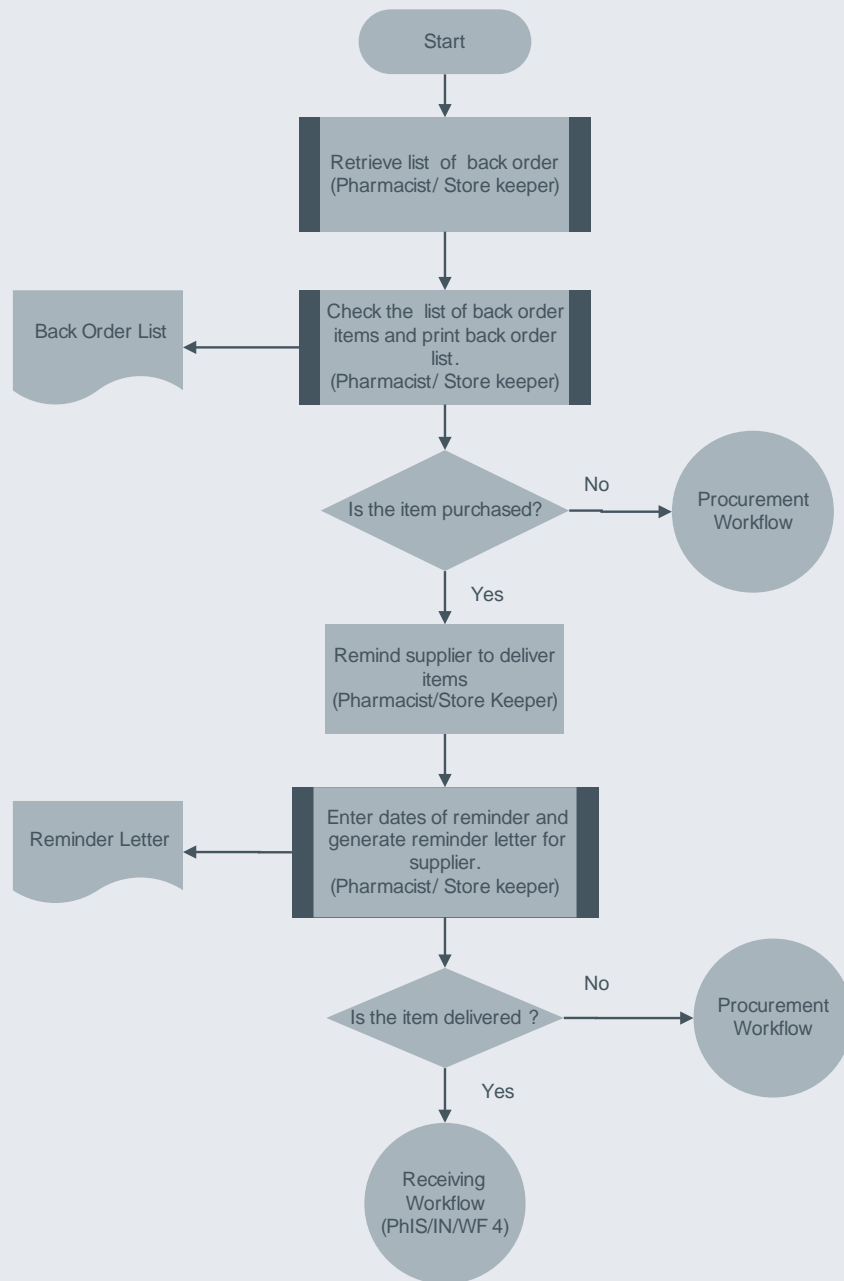 Start
Retrieve list of back order
(Pharmacist/ Store keeper)
Check the list of back order
items and print back order
list.
(Pharmacist/ Store keeper)
Back Order List
Is the item purchased?
No
Procurement
Workflow
Yes
Remind supplier to deliver
items
(Pharmacist/Store Keeper)
Enter dates of reminder and
generate reminder letter for
supplier.
(Pharmacist/ Store keeper)
Reminder Letter
Is the item delivered ?
No
Procurement
Workflow
Yes
Receiving
Workflow
(PhIS/IN/WF 4)